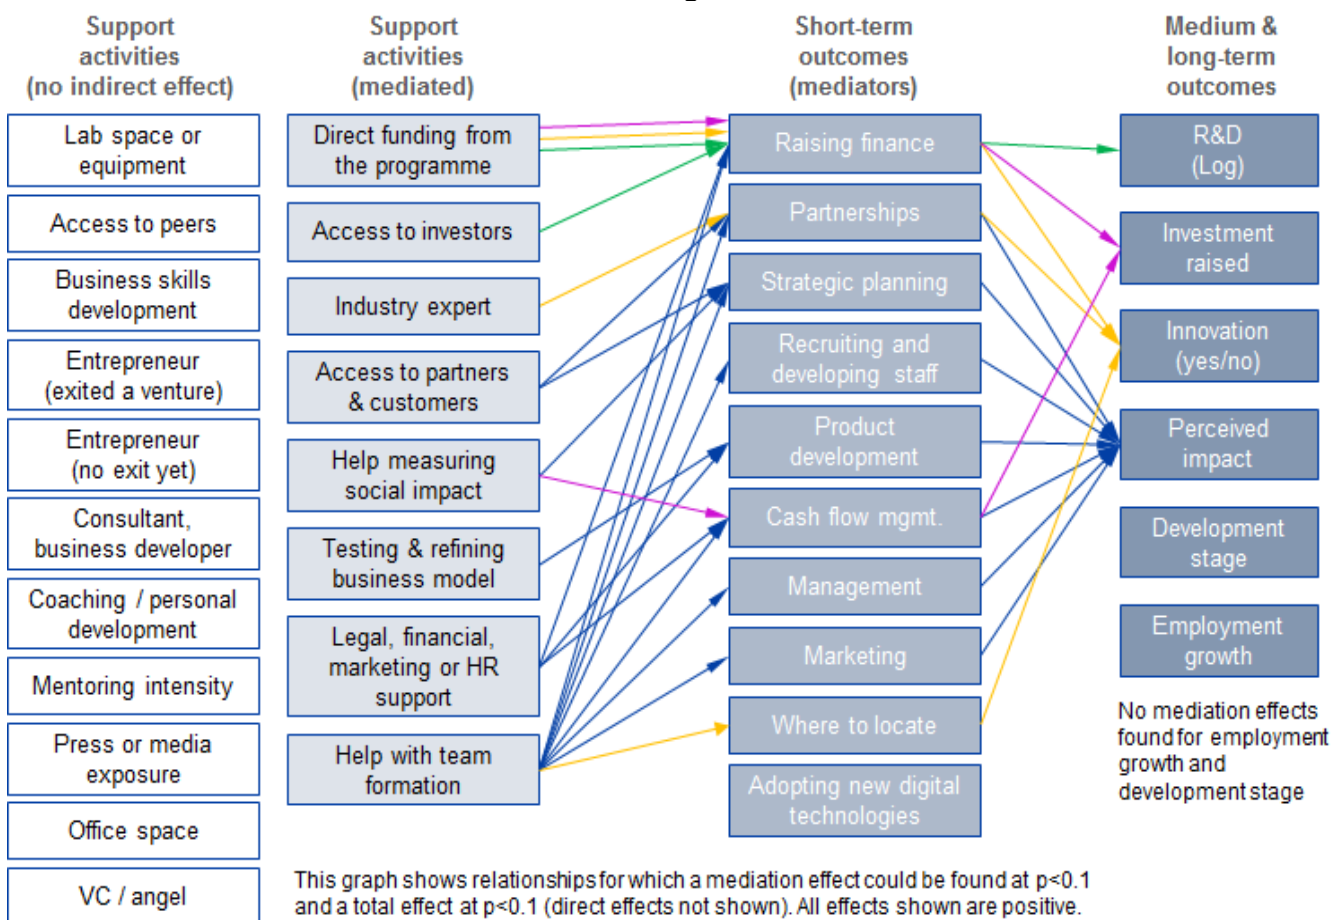 Support
activities
(no indirect effect)
Lab space or
equipment
Access to peers
Business skills
development
Entrepreneur
(exited a venture)
Entrepreneur
(no exit yet)
Consultant,
business developer
Coaching / personal
development
Mentoring intensity
Press or media
exposure
Office space
VC / angel
Support
activities
(mediated)
Direct funding from
the programme
Access to investors
Industry expert
Access to partners
& customers
Help measuring
social impact
Testing & refining
business model
Legal, financial,
marketing or HR
support
Help with team
formation
Short-term
outcomes
(mediators)
Raising finance
Partnerships
Strategic planning
Recruiting and
developing staff
Product
development
Cash flow mgmt.
Management
Marketing
Where to locate
Adopting new digital
technologies
Medium &
long-term
outcomes
R&D
(Log)
Investment
raised
Innovation
(yes/no)
Perceived
impact
Development
stage
Employment
growth
No mediation effects
found for employment
growth and
development stage
This graph shows relationships for which a mediation effect could be found at p<0.1
and a total effect at p<0.1 (direct effects not shown). All effects shown are positive.